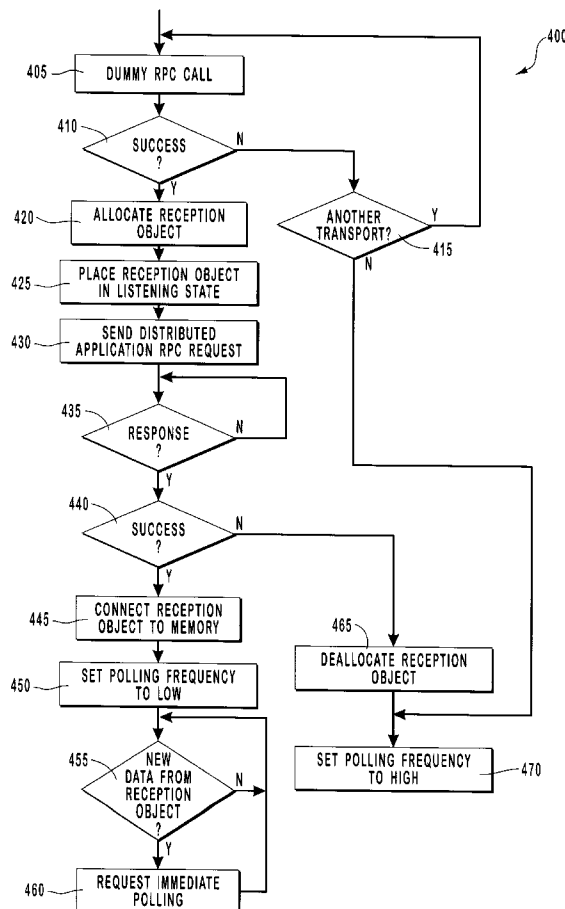 400
405
DUMMY RPC CALL
410
SUCCESS
?
N
Y
ANOTHER
TRANSPORT?
Y
415
N
420
ALLOCATE RECEPTION
OBJECT
425
PLACE RECEPTION OBJECT
IN LISTENING STATE
430
SEND DISTRIBUTED
APPLICATION RPC REQUEST
435
RESPONSE
?
N
Y
440
SUCCESS
?
N
Y
445
CONNECT RECEPTION
OBJECT TO MEMORY
465
DEALLOCATE RECEPTION
OBJECT
450
SET POLLING FREQUENCY
TO LOW
455
NEW
DATA FROM
RECEPTION
OBJECT
?
N
Y
SET POLLING FREQUENCY
TO HIGH
470
460
REQUEST IMMEDIATE
POLLING